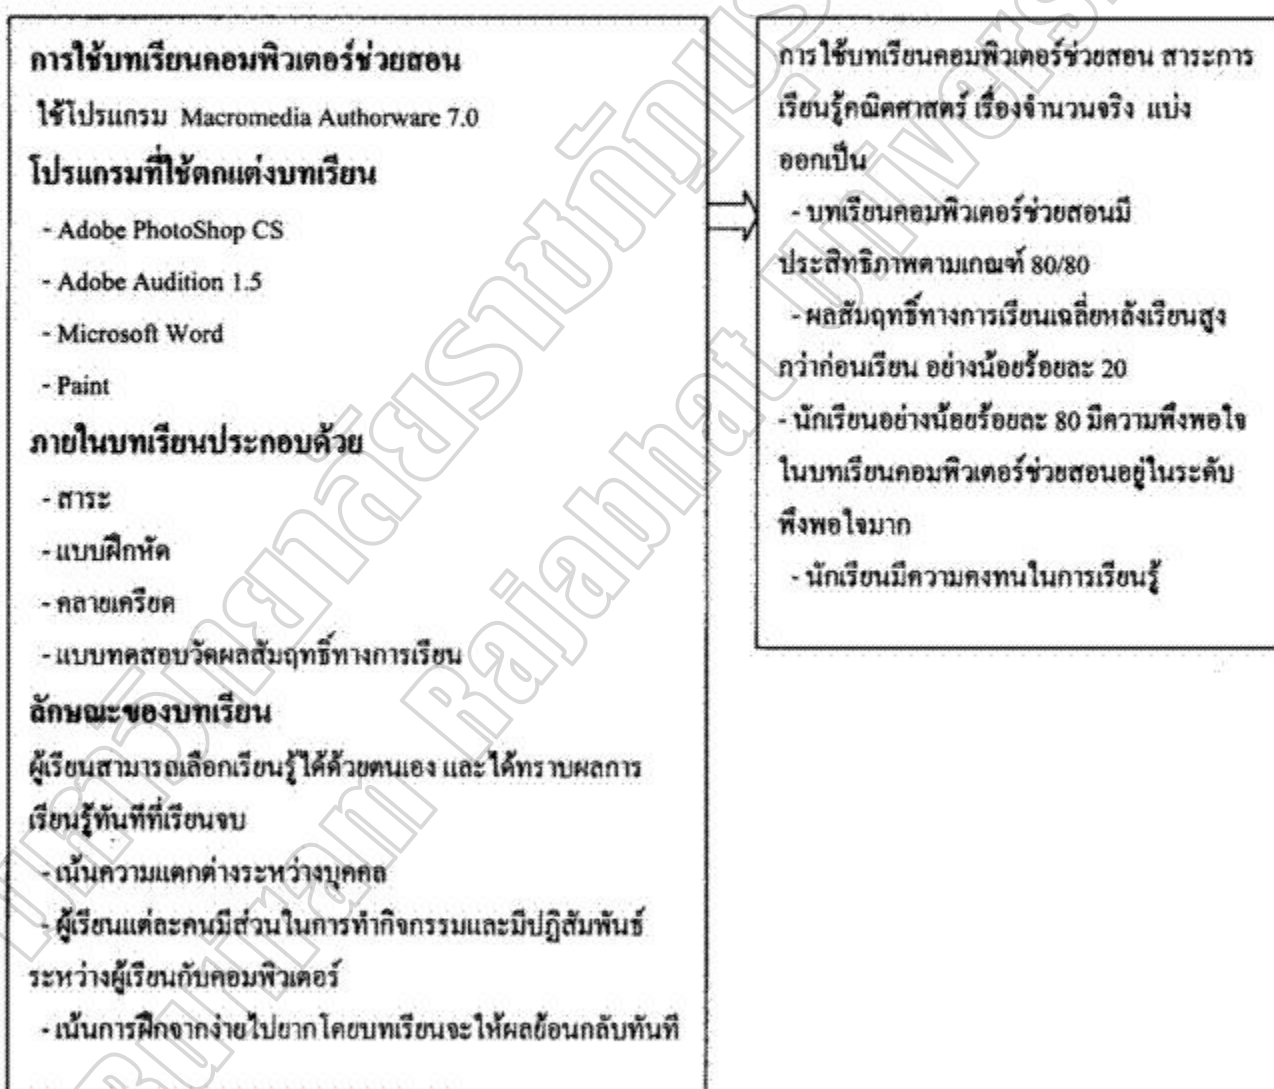 การใช้บทเรียนคอมพิวเตอร์ช่วยสอน
ใช้โปรแกรม Macromedia Authorware 7.0
โปรแกรมที่ใช้ตกแต่งบทเรียน
- Adobe PhotoShop CS
- Adobe Audition 1.5
- Microsoft Word
- Paint
ภายในบทเรียนประกอบด้วย
- สาระ
- แบบฝึกหัด
- คลายเครียด
- แบบทดสอบวัดผลสัมฤทธิ์ทางการเรียน
ลักษณะของบทเรียน
ผู้เรียนสามารถเลือกเรียนรู้ได้ด้วยตนเอง และได้ทราบผลการ
เรียนรู้ทันทีที่เรียนจบ
- เน้นความแตกต่างระหว่างบุคคล
- ผู้เรียนแต่ละคนมีส่วนในการทำกิจกรรมและมีปฏิสัมพันธ์
ระหว่างผู้เรียนกับคอมพิวเตอร์
- เน้นการฝึกจากง่ายไปยากโดยบทเรียนจะให้ผลย้อนกลับทันที
การใช้บทเรียนคอมพิวเตอร์ช่วยสอน สาระการ
เรียนรู้คณิตศาสตร์ เรื่องจำนวนจริง แบ่ง
ออกเป็น
- บทเรียนคอมพิวเตอร์ช่วยสอนมี
ประสิทธิภาพตามเกณฑ์ 80/80
- ผลสัมฤทธิ์ทางการเรียนเฉลี่ยหลังเรียนสูง
กว่าก่อนเรียน อย่างน้อยร้อยละ 20
- นักเรียนอย่างน้อยร้อยละ 80 มีความพึงพอใจ
ในบทเรียนคอมพิวเตอร์ช่วยสอนอยู่ในระดับ
พึงพอใจมาก
- นักเรียนมีความคงทนในการเรียนรู้
Buriram Rajabhat Univers